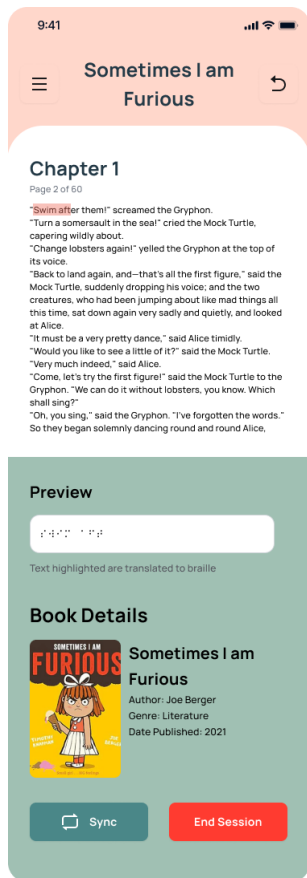 9:41
Sometimes I am
Furious
Chapter 1
Page 2 of 60
"Swim after them!" screamed the Gryphon.
"Turn a somersault in the sea!" cried the Mock Turtle,
capering wildly about.
"Change lobsters again!" yelled the Gryphon at the top of
its voice.
"Back to land again, and—that's all the first figure," said the
Mock Turtle, suddenly dropping his voice; and the two
creatures, who had been jumping about like mad things all
this time, sat down again very sadly and quietly, and looked
at Alice.
"It must be a very pretty dance," said Alice timidly.
"Would you like to see a little of it?" said the Mock Turtle.
"Very much indeed," said Alice.
"Come, let's try the first figure!" said the Mock Turtle to the
Gryphon. "We can do it without lobsters, you know. Which
shall sing?"
"Oh, you sing," said the Gryphon. "I've forgotten the words."
So they began solemnly dancing round and round Alice,
Preview
⠎⠺⠊⠍ ⠁⠋⠞
Text highlighted are translated to braille
Book Details
SOMETIMES I AM
FURIOUS
Sometimes I am
Furious
Author: Joe Berger
Genre: Literature
Date Published: 2021
Sync
End Session